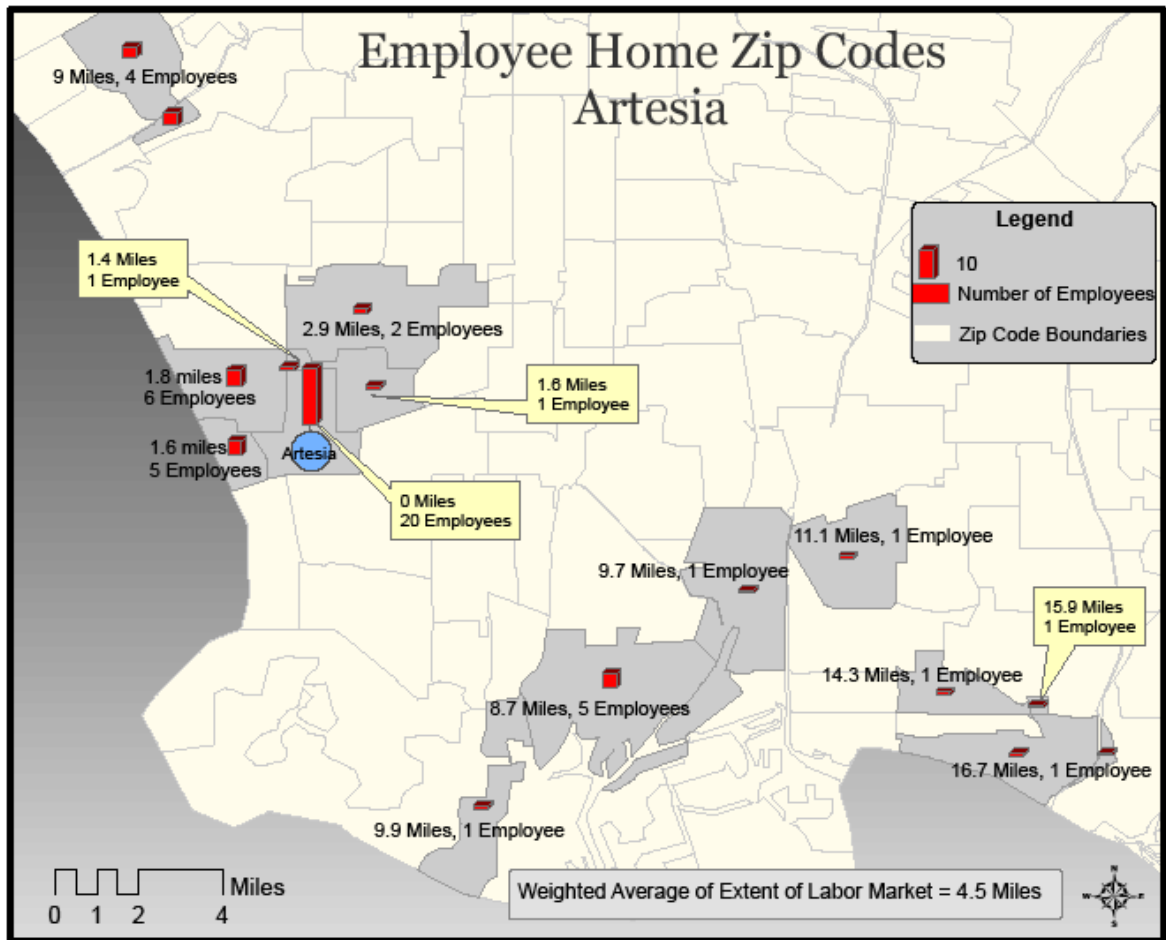 Employee Home Zip Codes
Artesia
9 Miles, 4 Employees
Legend
10
Number of Employees
Zip Code Boundaries
1.4 Miles
1 Employee
2.9 Miles, 2 Employees
1.8 miles
6 Employees
1.6 Miles
1 Employee
1.6 miles
5 Employees
Artesia
0 Miles
20 Employees
11.1 Miles, 1 Employee
9.7 Miles, 1 Employee
15.9 Miles
1 Employee
14.3 Miles, 1 Employee
8.7 Miles, 5 Employees
16.7 Miles, 1 Employee
9.9 Miles, 1 Employee
Miles
0 1 2 4
Weighted Average of Extent of Labor Market = 4.5 Miles
N
W E
S